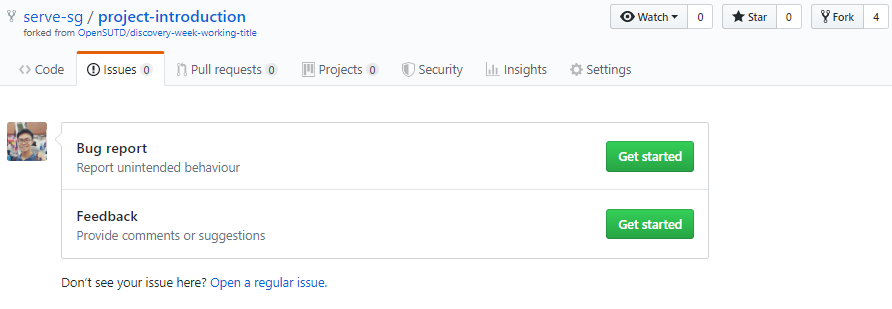 serve-sg / project-introduction
forked from OpenSUTD/discovery-week-working-title
Watch 0 Star 0 Fork 4
Code Issues 0 Pull requests 0 Projects 0 Security Insights Settings
Bug report
Report unintended behaviour
Get started
Feedback
Provide comments or suggestions
Get started
Don't see your issue here? Open a regular issue.